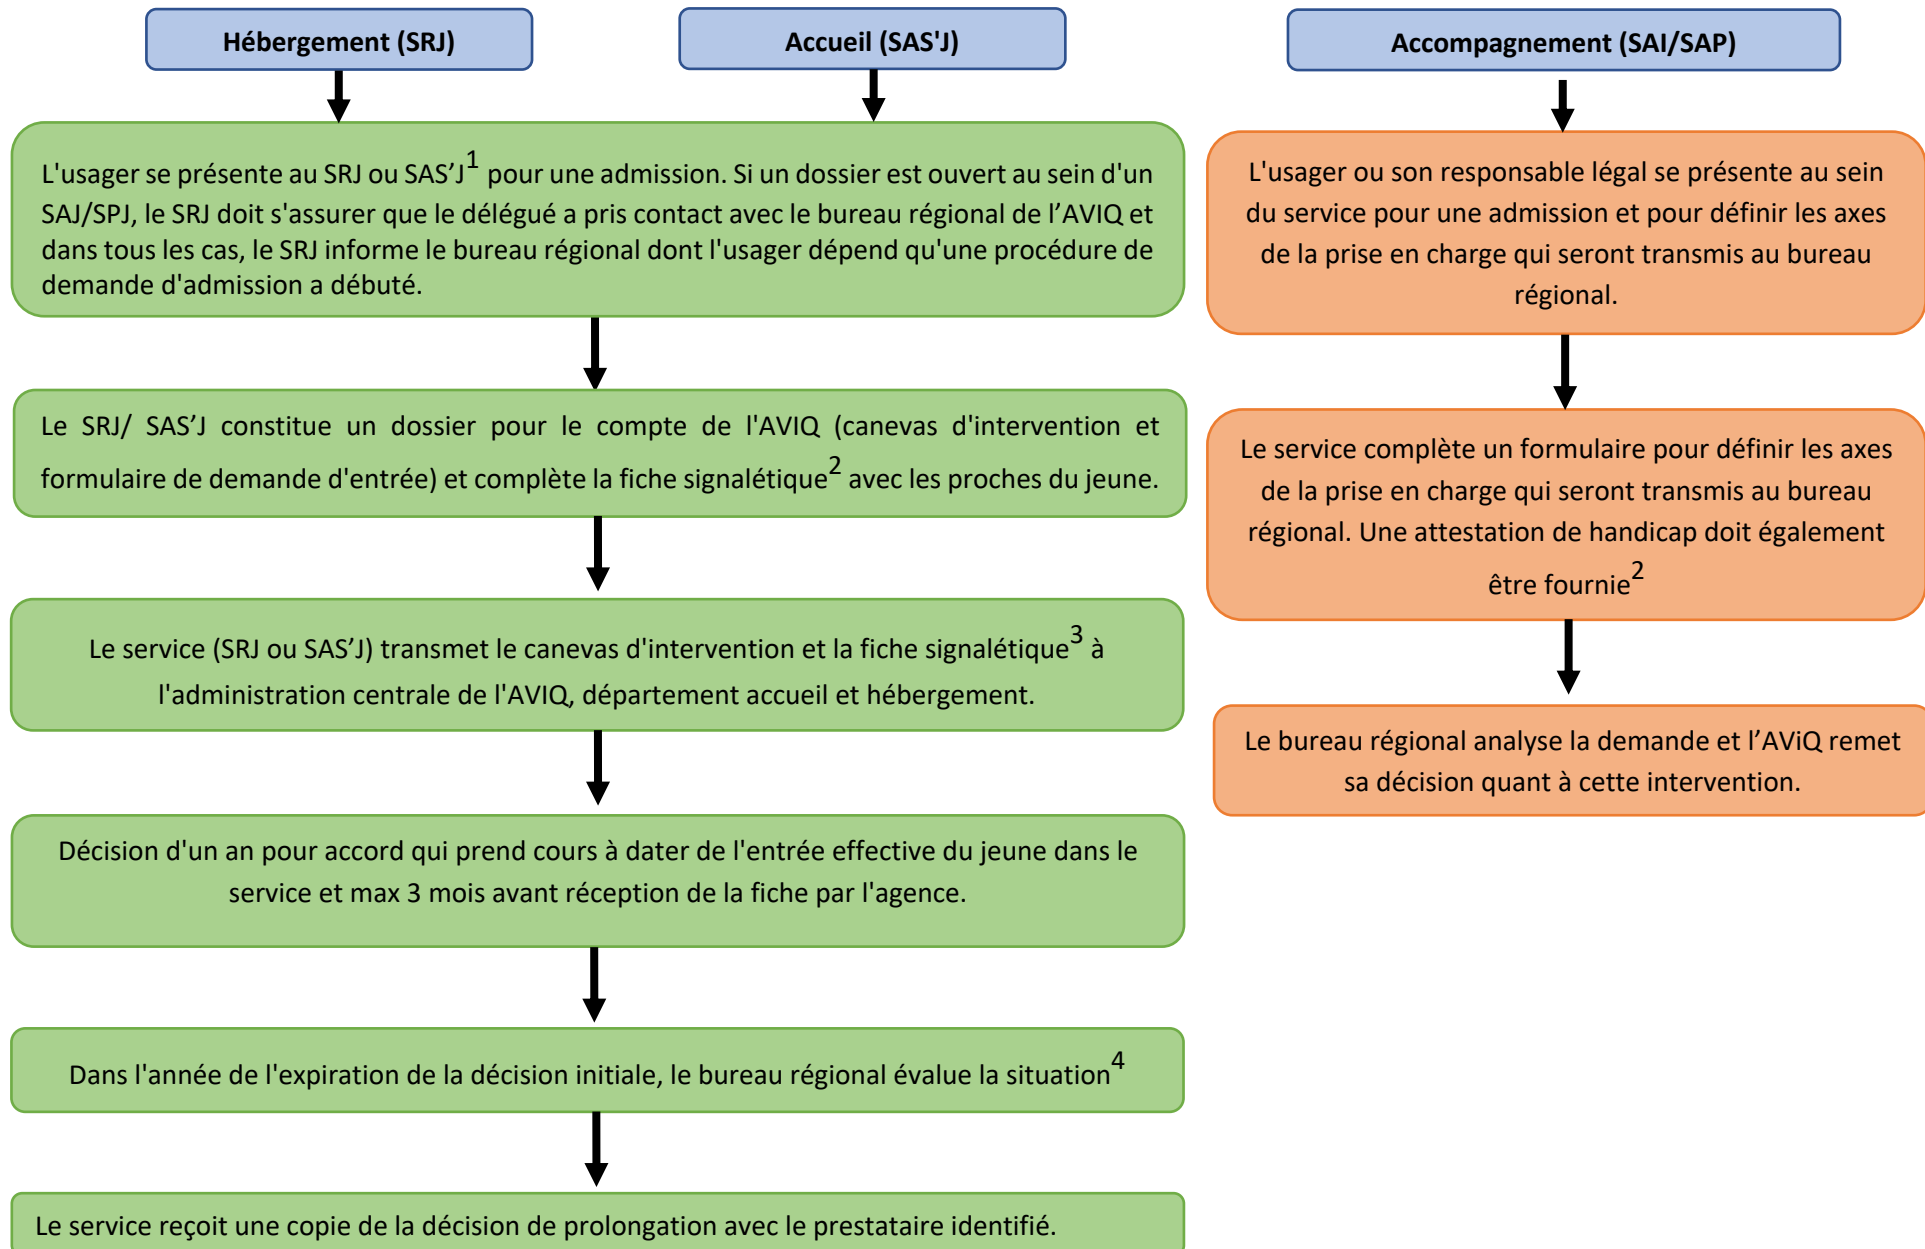 Hébergement (SRJ)
Accueil (SAS'J)
Accompagnement (SAI/SAP)
L'usager se présente au SRJ ou SAS’J1 pour une admission. Si un dossier est ouvert au sein d'un
SAJ/SPJ, le SRJ doit s'assurer que le délégué a pris contact avec le bureau régional de l’AVIQ et
dans tous les cas, le SRJ informe le bureau régional dont l'usager dépend qu'une procédure de
demande d'admission a débuté.
Le SRJ/ SAS’J constitue un dossier pour le compte de l'AVIQ (canevas d'intervention et
formulaire de demande d'entrée) et complète la fiche signalétique2 avec les proches du jeune.
Le service (SRJ ou SAS’J) transmet le canevas d'intervention et la fiche signalétique3 à
l'administration centrale de l'AVIQ, département accueil et hébergement.
Décision d'un an pour accord qui prend cours à dater de l'entrée effective du jeune dans le
service et max 3 mois avant réception de la fiche par l'agence.
Dans l'année de l'expiration de la décision initiale, le bureau régional évalue la situation4
Le service reçoit une copie de la décision de prolongation avec le prestataire identifié.
L'usager ou son responsable légal se présente au sein
du service pour une admission et pour définir les axes
de la prise en charge qui seront transmis au bureau
régional.
Le service complète un formulaire pour définir les axes
de la prise en charge qui seront transmis au bureau
régional. Une attestation de handicap doit également
être fournie2
Le bureau régional analyse la demande et l’AViQ remet
sa décision quant à cette intervention.